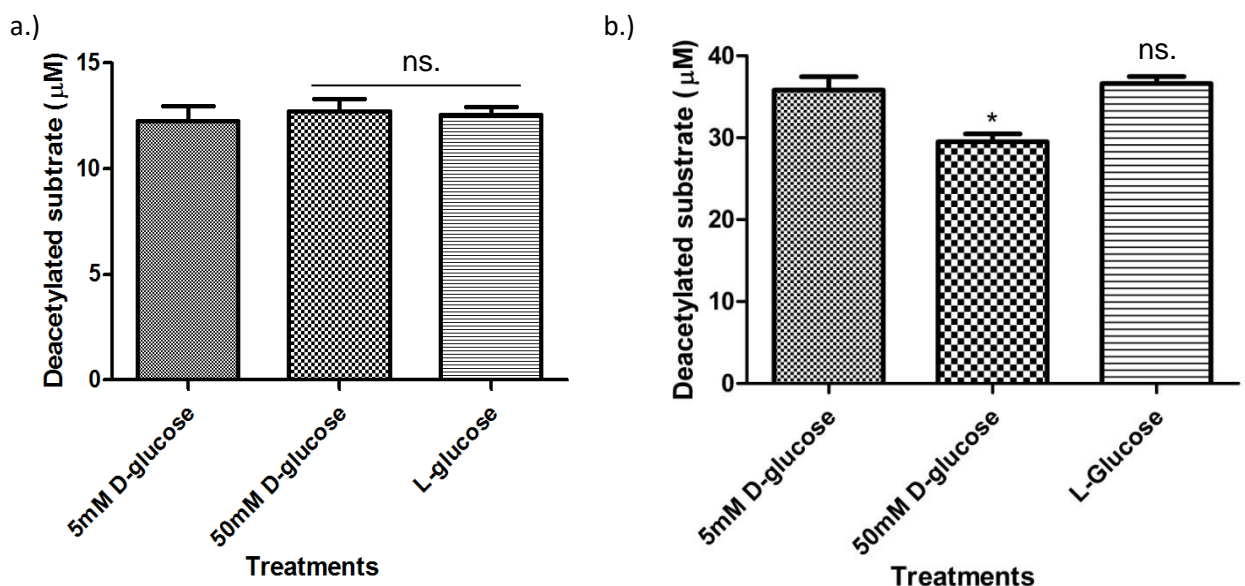 a.)
Deacetylated subtrate (μM)
15
10
5
0
ns.
5mM D-glucose
50mM D-glucose
L-glucose
Treatments
b.)
Deacetylated substrate (μM)
40
30
20
10
0
*
ns.
5mM D-glucose
50mM D-glucose
L-Glucose
Treatments